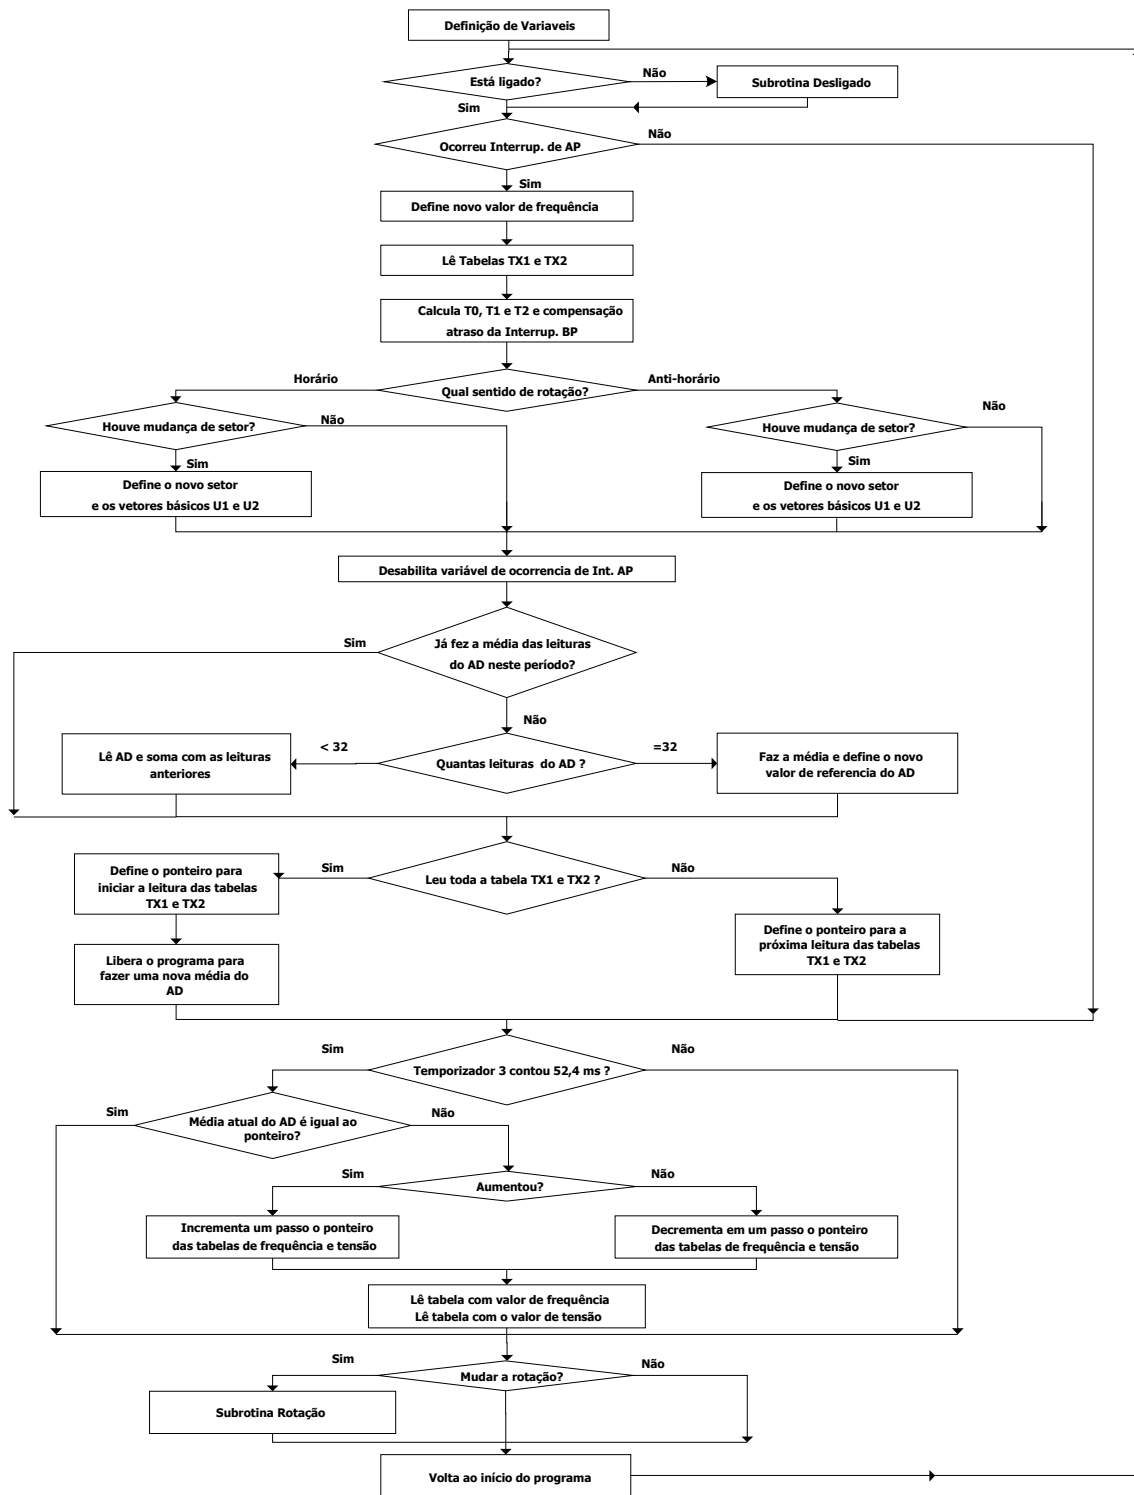 Definição de Variaveis
Está ligado?
Não
Subrotina Desligado
Sim
Ocorreu Interrup. de AP
Não
Sim
Define novo valor de frequência
Lê Tabelas TX1 e TX2
Calcula T0, T1 e T2 e compensação
atraso da Interrup. BP
Horário
Qual sentido de rotação?
Anti-horário
Houve mudança de setor?
Não
Houve mudança de setor?
Não
Sim
Sim
Define o novo setor
e os vetores básicos U1 e U2
Define o novo setor
e os vetores básicos U1 e U2
Desabilita variável de ocorrencia de Int. AP
Sim
Já fez a média das leituras
do AD neste período?
Não
Lê AD e soma com as leituras
anteriores
< 32
Quantas leituras do AD ?
=32
Faz a média e define o novo
valor de referencia do AD
Define o ponteiro para
iniciar a leitura das tabelas
TX1 e TX2
Sim
Leu toda a tabela TX1 e TX2 ?
Não
Libera o programa para
fazer uma nova média do
AD
Define o ponteiro para a
próxima leitura das tabelas
TX1 e TX2
Sim
Temporizador 3 contou 52,4 ms ?
Não
Sim
Média atual do AD é igual ao
ponteiro?
Não
Sim
Aumentou?
Não
Incrementa um passo o ponteiro
das tabelas de frequência e tensão
Decrementa em um passo o ponteiro
das tabelas de frequência e tensão
Lê tabela com valor de frequência
Lê tabela com o valor de tensão
Sim
Mudar a rotação?
Não
Subrotina Rotação
Volta ao início do programa